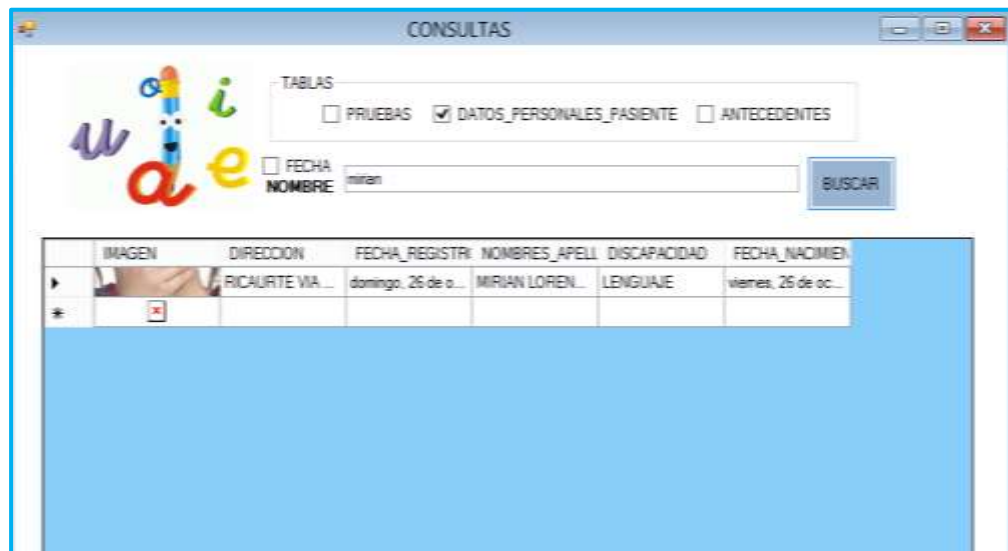 CONSULTAS
TABLAS
PRUEBAS DATOS_PERSONALES_PASIENTE ANTECEDENTES
FECHA
NOMBRE mirian
BUSCAR
IMAGEN DIRECCION FECHA_REGISTR NOMBRES_APELL DISCAPACIDAD FECHA_NACIMIEN
RICAURTE VIA ... domingo, 26 de o... MIRIAN LOREN... LENGUAJE viernes, 26 de oc...
u o i a e